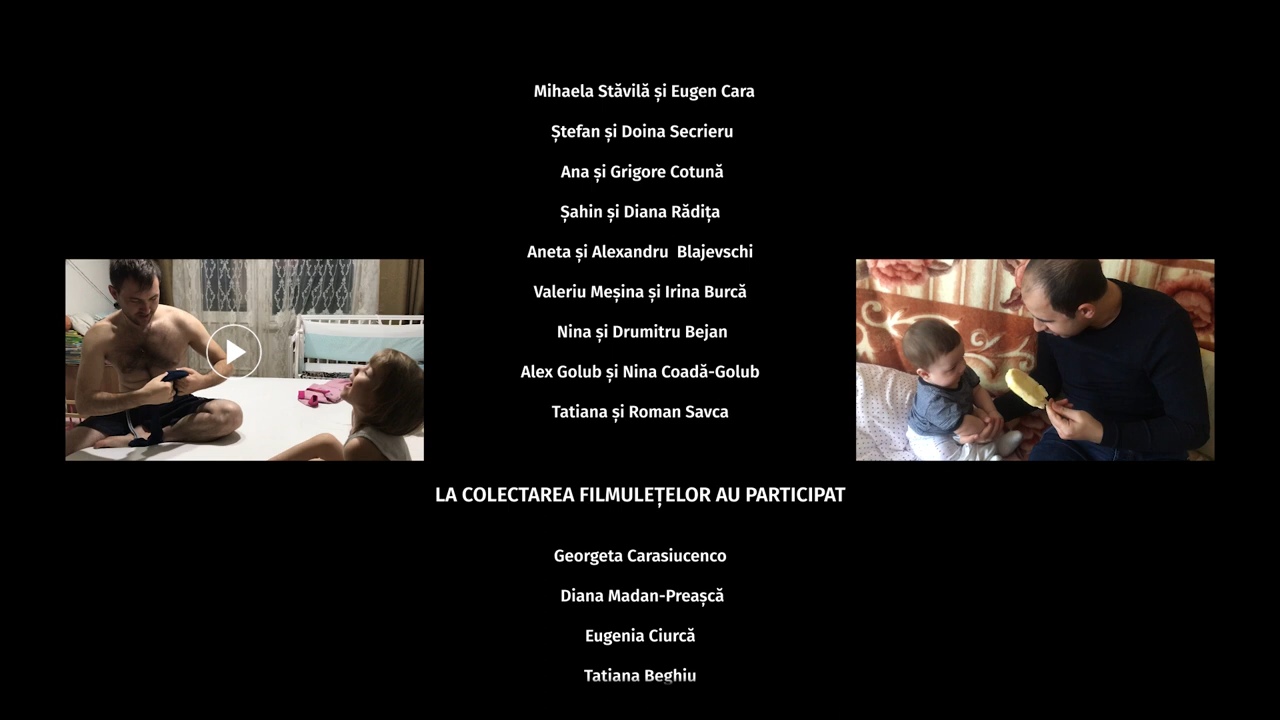 Mihaela Stăvilă și Eugen Cara
Ștefan și Doina Secrieru
Ana și Grigore Cotună
Șahin și Diana Rădița
Aneta și Alexandru  Blajevschi
Valeriu Meșina și Irina Burcă
Nina și Drumitru Bejan
Alex Golub și Nina Coadă-Golub
Tatiana și Roman Savca
LA COLECTAREA FILMULEȚELOR AU PARTICIPAT
Georgeta Carasiucenco
Diana Madan-Preașcă
Eugenia Ciurcă
Tatiana Beghiu